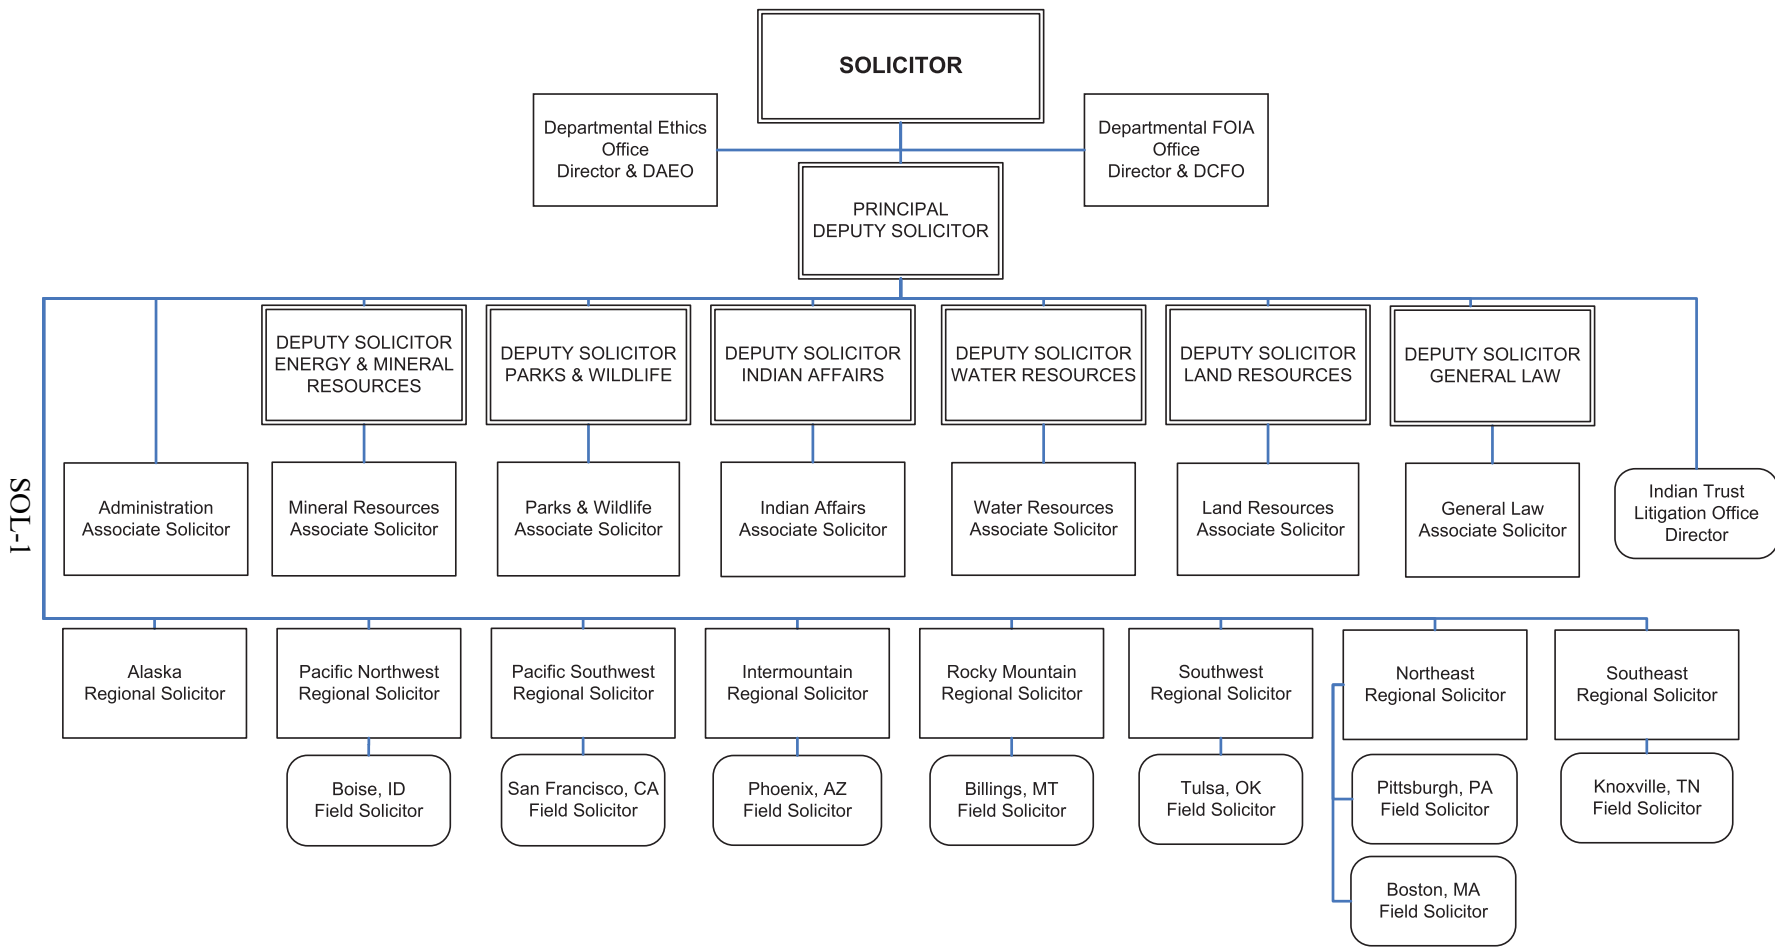 SOLICITOR
Departmental Ethics
Office
Director & DAEO
Departmental FOIA
Office
Director & DCFO
PRINCIPAL
DEPUTY SOLICITOR
DEPUTY SOLICITOR
ENERGY & MINERAL
RESOURCES
DEPUTY SOLICITOR
PARKS & WILDLIFE
DEPUTY SOLICITOR
INDIAN AFFAIRS
DEPUTY SOLICITOR
WATER RESOURCES
DEPUTY SOLICITOR
LAND RESOURCES
DEPUTY SOLICITOR
GENERAL LAW
SOL-1
Administration
Associate Solicitor
Mineral Resources
Associate Solicitor
Parks & Wildlife
Associate Solicitor
Indian Affairs
Associate Solicitor
Water Resources
Associate Solicitor
Land Resources
Associate Solicitor
General Law
Associate Solicitor
Indian Trust
Litigation Office
Director
Alaska
Regional Solicitor
Pacific Northwest
Regional Solicitor
Pacific Southwest
Regional Solicitor
Intermountain
Regional Solicitor
Rocky Mountain
Regional Solicitor
Southwest
Regional Solicitor
Northeast
Regional Solicitor
Southeast
Regional Solicitor
Boise, ID
Field Solicitor
San Francisco, CA
Field Solicitor
Phoenix, AZ
Field Solicitor
Billings, MT
Field Solicitor
Tulsa, OK
Field Solicitor
Pittsburgh, PA
Field Solicitor
Knoxville, TN
Field Solicitor
Boston, MA
Field Solicitor